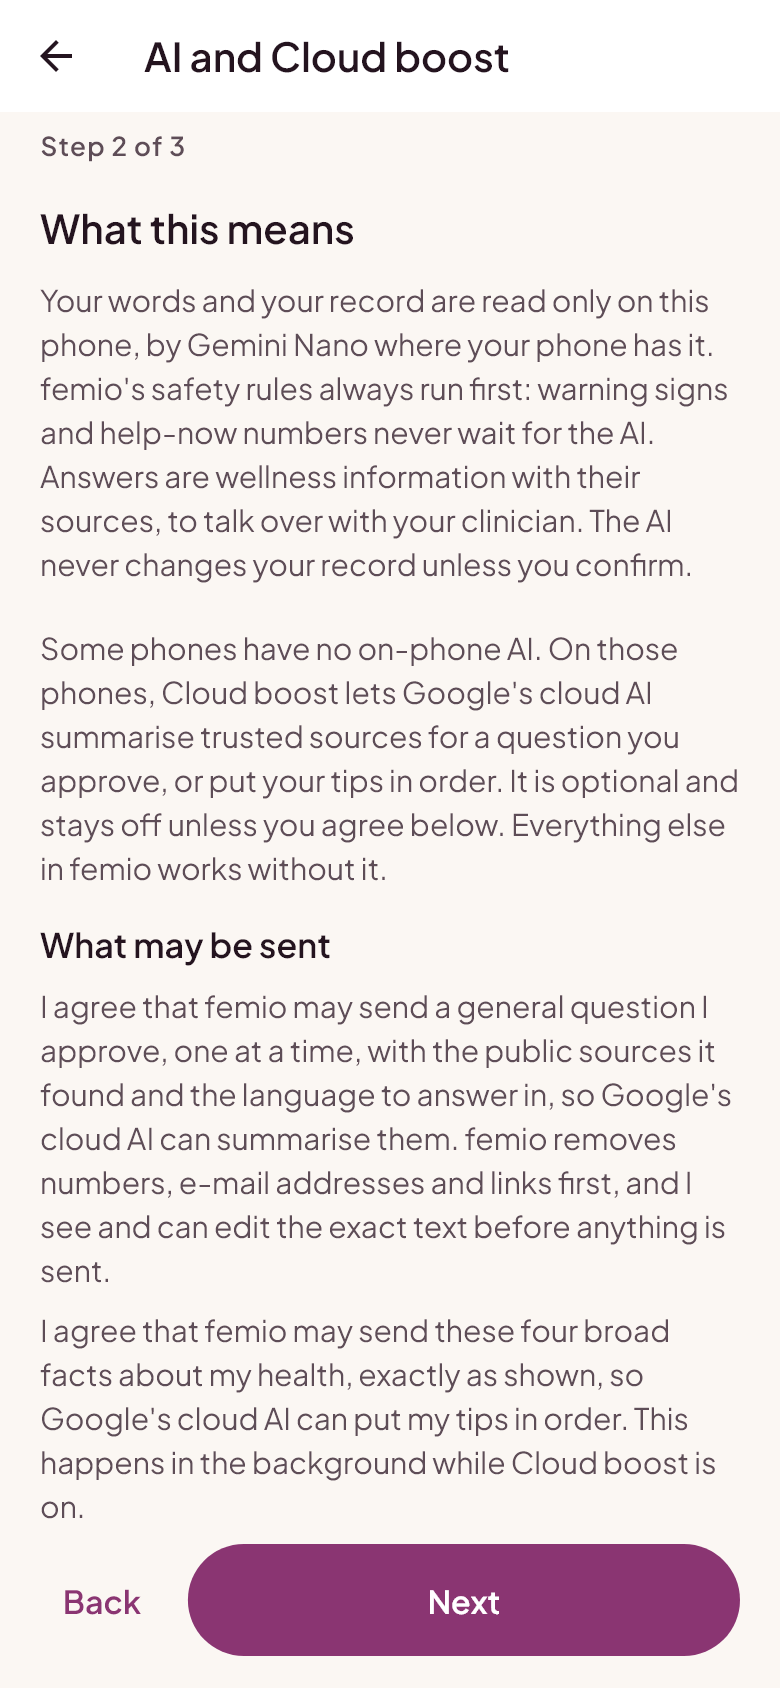 AI and Cloud boost
Step 2 of 3
What this means
Your words and your record are read only on this
phone, by Gemini Nano where your phone has it.
femio's safety rules always run first: warning signs
and help-now numbers never wait for the AI.
Answers are wellness information with their
sources, to talk over with your clinician. The AI
never changes your record unless you confirm.
Some phones have no on-phone AI. On those
phones, Cloud boost lets Google's cloud AI
summarise trusted sources for a question you
approve, or put your tips in order. It is optional and
stays off unless you agree below. Everything else
in femio works without it.
What may be sent
I agree that femio may send a general question I
approve, one at a time, with the public sources it
found and the language to answer in, so Google's
cloud AI can summarise them. femio removes
numbers, e-mail addresses and links first, and I
see and can edit the exact text before anything is
sent.
I agree that femio may send these four broad
facts about my health, exactly as shown, so
Google's cloud AI can put my tips in order. This
happens in the background while Cloud boost is
on.
Back
Next